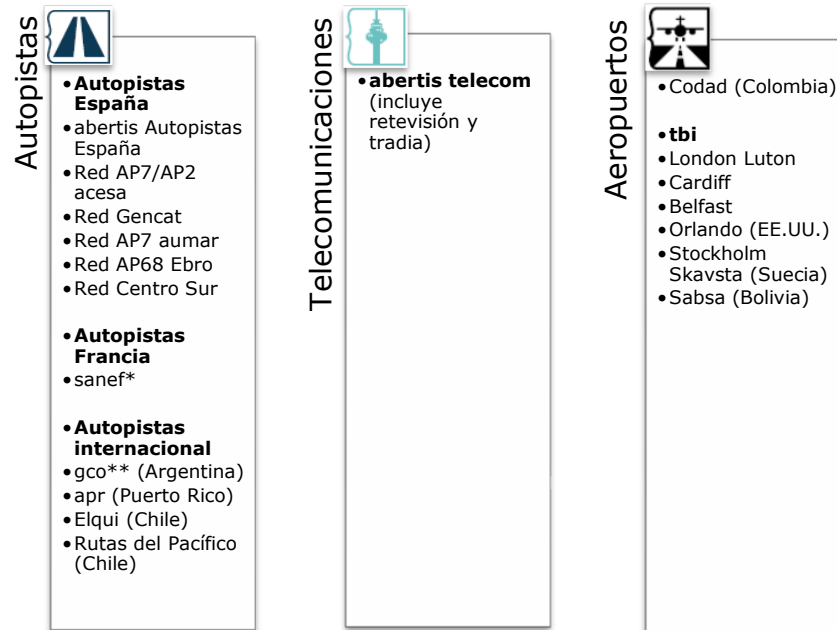 Autopistas
•Autopistas
España
•abertis Autopistas
España
•Red AP7/AP2
acesa
•Red Gencat
•Red AP7 aumar
•Red AP68 Ebro
•Red Centro Sur
•Autopistas
Francia
•sanef*
•Autopistas
internacional
•gco** (Argentina)
•apr (Puerto Rico)
•Elqui (Chile)
•Rutas del Pacífico
(Chile)
Telecomunicaciones
•abertis telecom
(incluye
retevisión y
tradia)
Aeropuertos
•Codad (Colombia)
•tbi
•London Luton
•Cardiff
•Belfast
•Orlando (EE.UU.)
•Stockholm
Skavsta (Suecia)
•Sabsa (Bolivia)